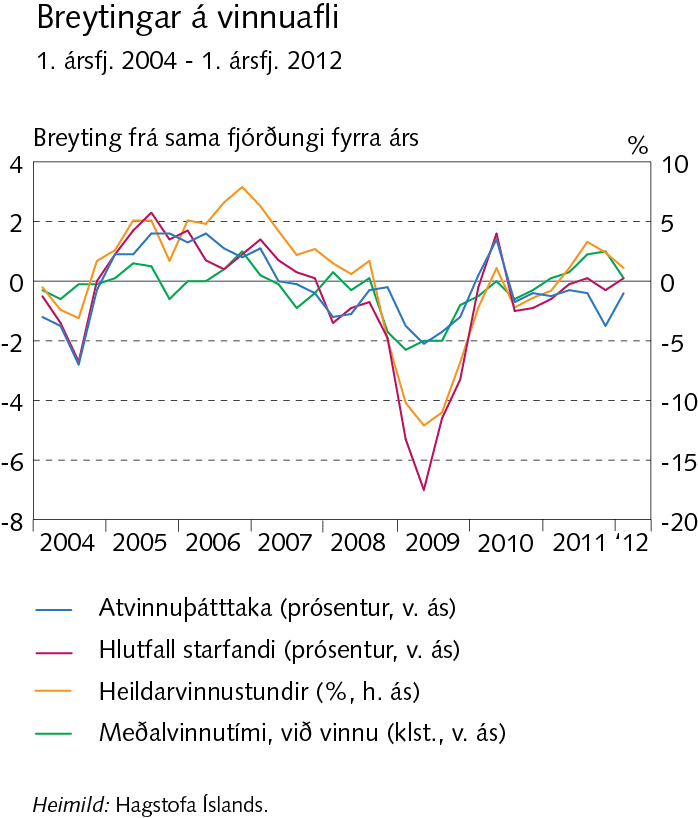 Breytingar á vinnuafli
1. ársfj. 2004 - 1. ársfj. 2012
Breyting frá sama fjórðungi fyrra árs
%
4 10
2 5
0 0
-2 -5
-4 -10
-6 -15
-8 -20
2004 2005 2006 2007 2008 2009 2010 2011 '12
Atvinnuþátttaka (prósentur, v. ás)
Hlutfall starfandi (prósentur, v. ás)
Heildarvinnustundir (%, h. ás)
Meðalvinnutími, við vinnu (klst., v. ás)
Heimild: Hagstofa Íslands.